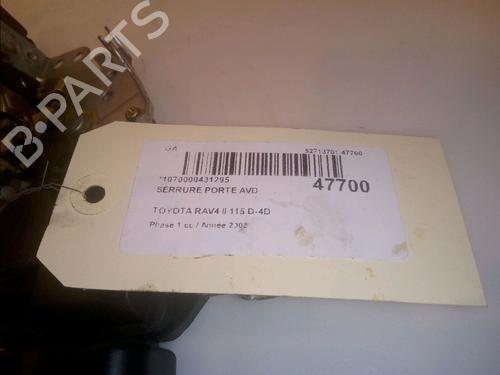 B-PARTS
GA 52713701 47700
*1070000431295
47700
SERRURE PORTE AVD
TOYOTA RAV4 II 115 D-4D
Phase 1 cc / Année 2002